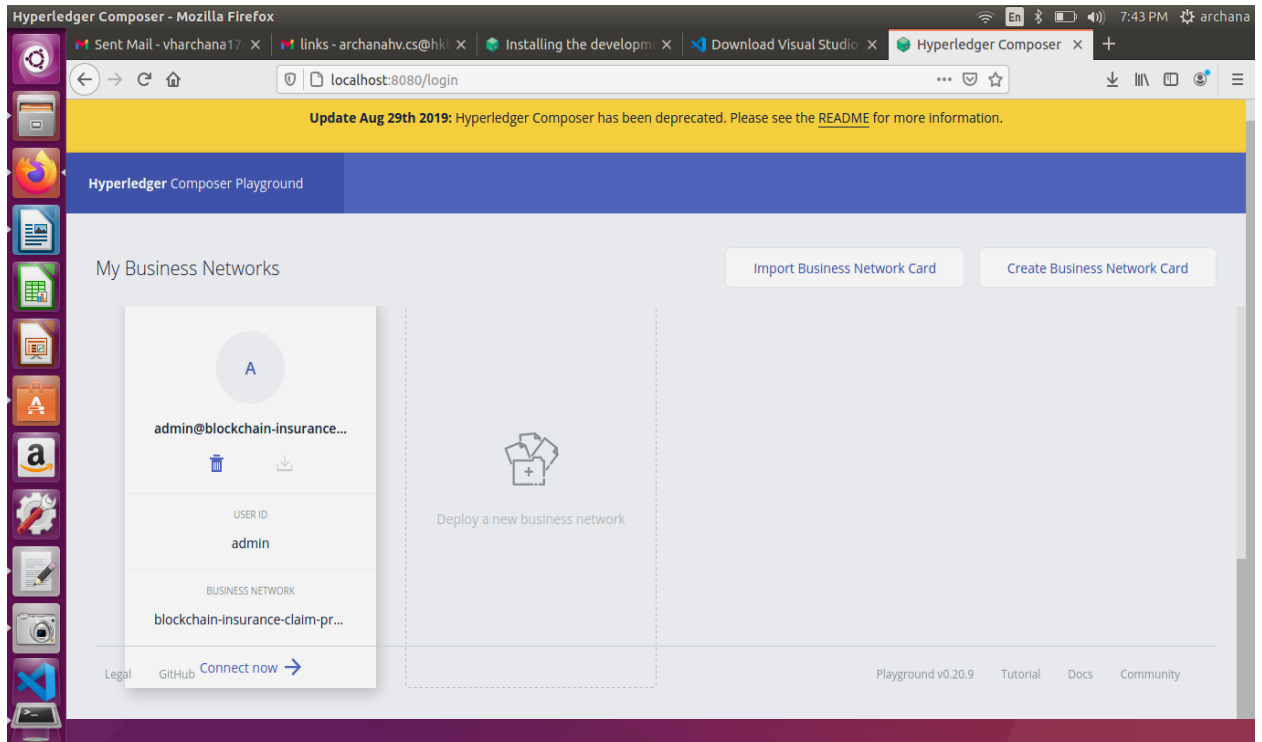 Hyperledger Composer - Mozilla Firefox
En
7:43 PM
archana
Sent Mail - vharchana17
links - archanahv.cs@hkl
Installing the developme
Download Visual Studio
Hyperledger Composer
localhost:8080/login
Update Aug 29th 2019: Hyperledger Composer has been deprecated. Please see the README for more information.
Hyperledger Composer Playground
My Business Networks
Import Business Network Card
Create Business Network Card
A
admin@blockchain-insurance...
USER ID
admin
BUSINESS NETWORK
blockchain-insurance-claim-pr...
Connect now
Deploy a new business network
Legal
GitHub
Playground v0.20.9
Tutorial
Docs
Community